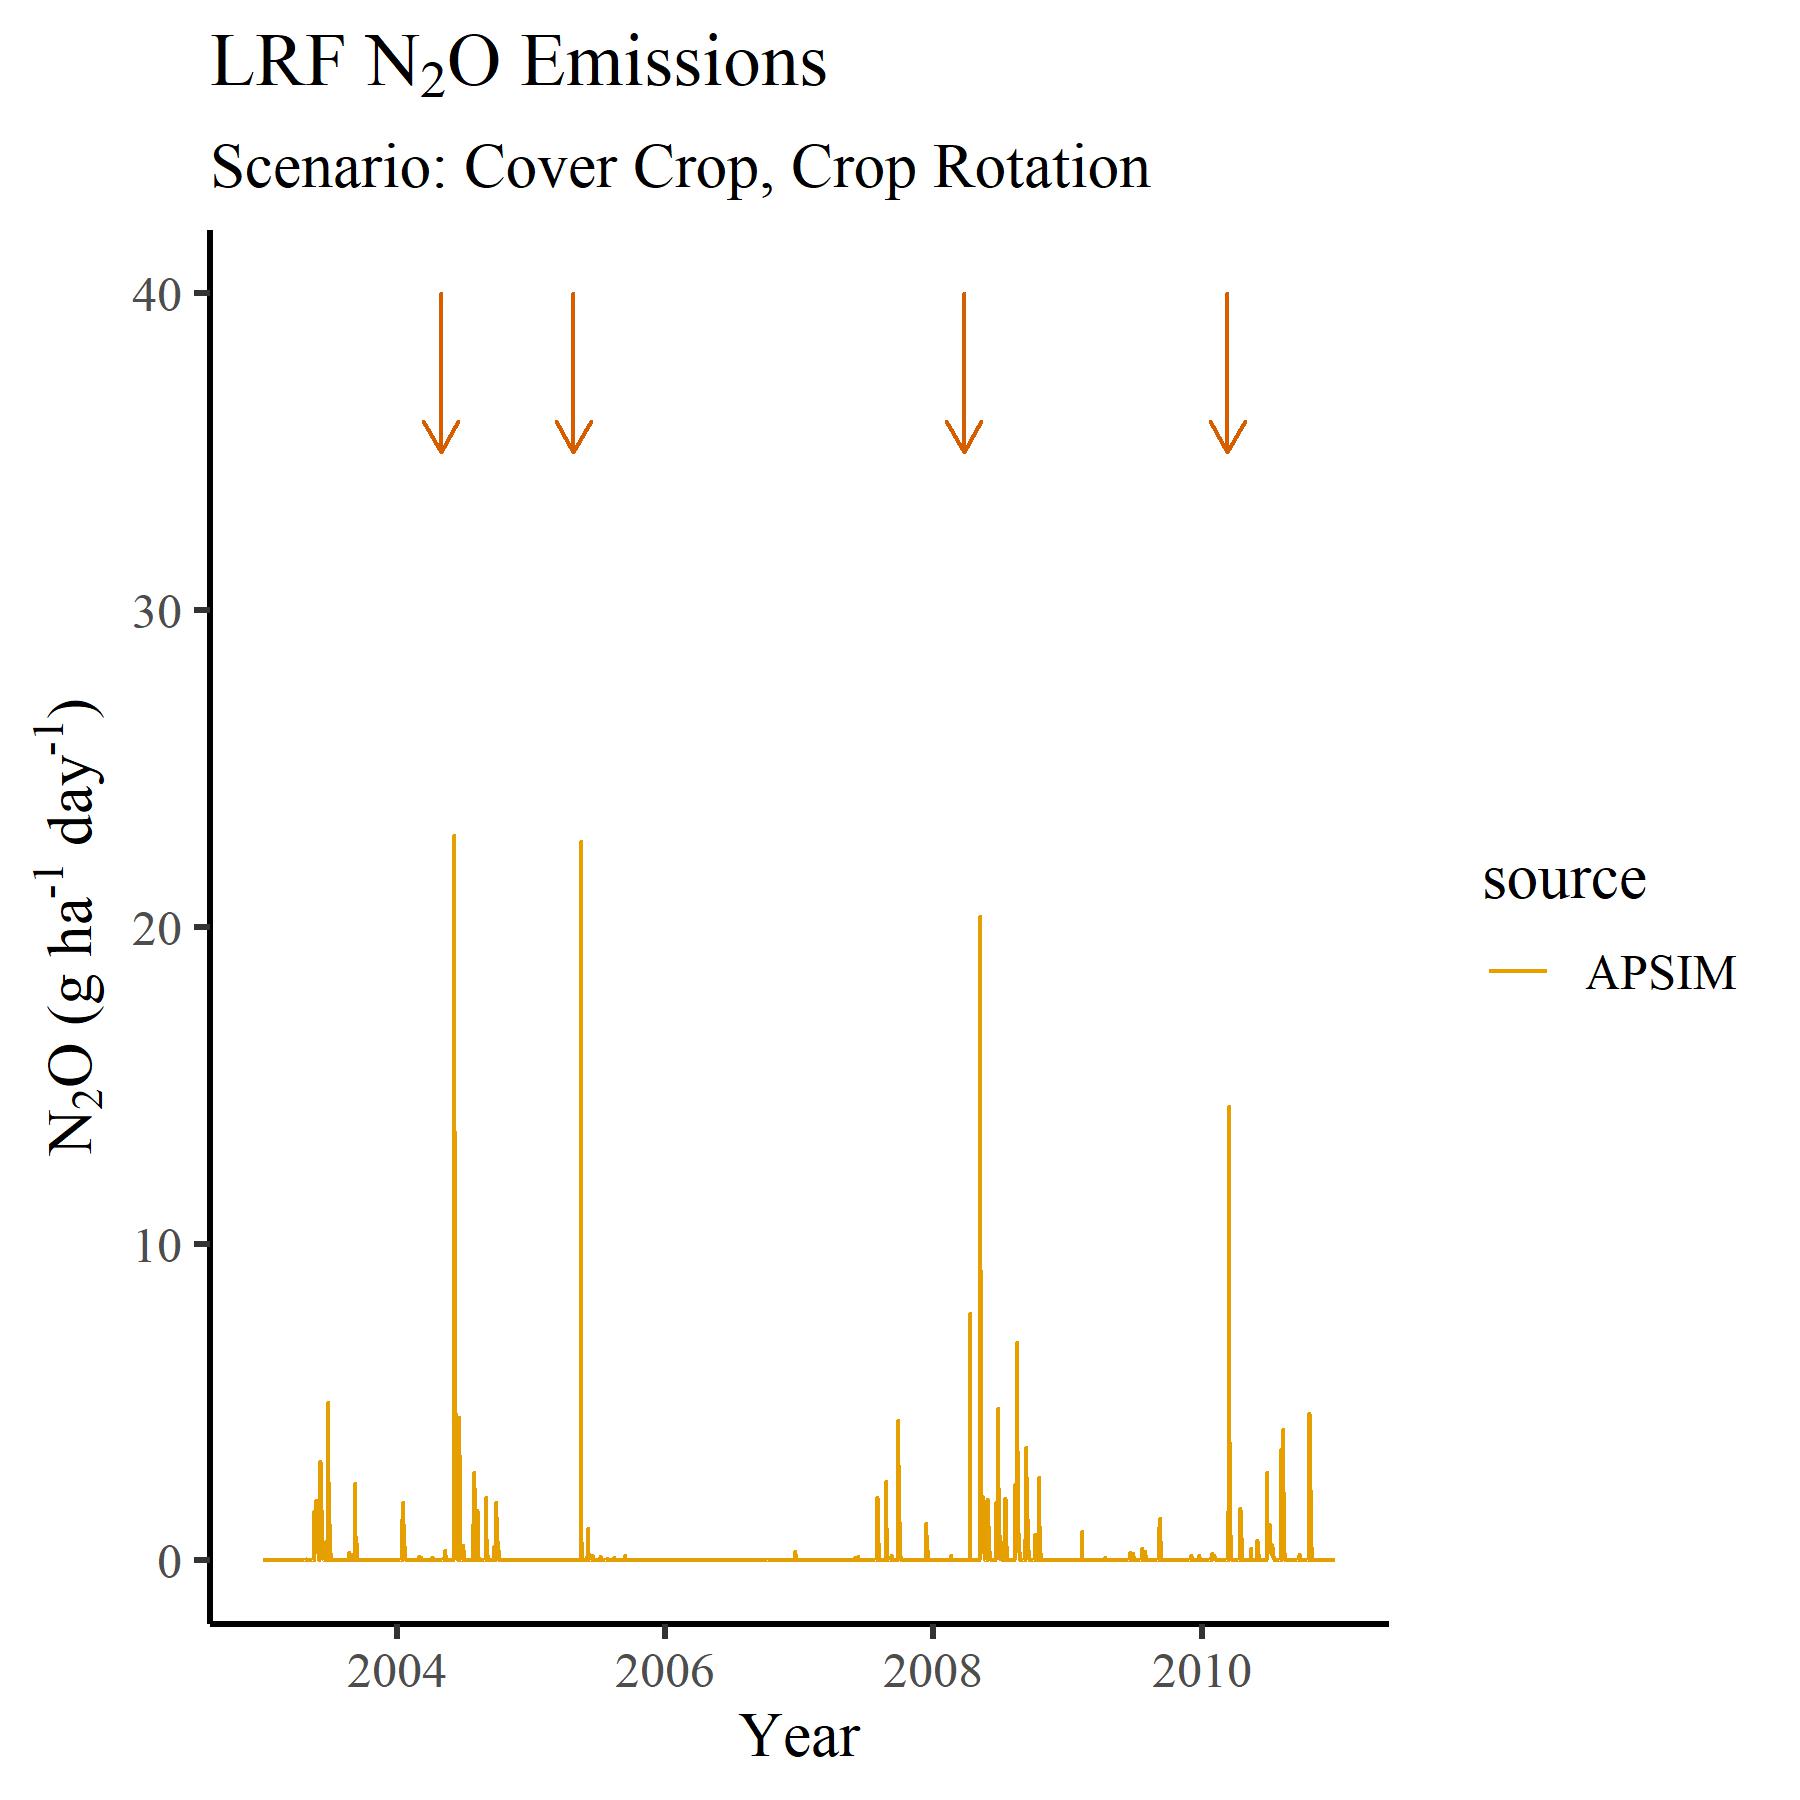 LRF N₂O Emissions
Scenario: Cover Crop, Crop Rotation
N₂O (g ha⁻¹ day⁻¹)
40
30
20
10
0
2004 2006 2008 2010
Year
source
APSIM